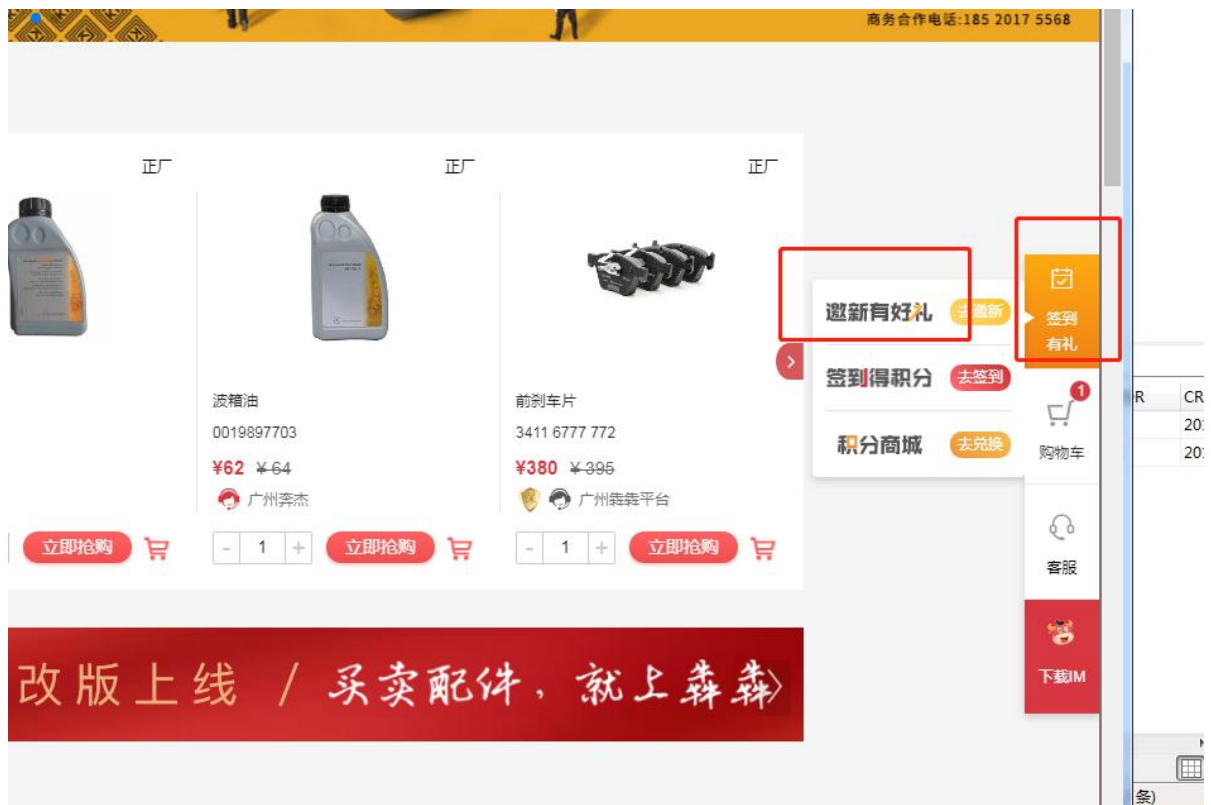 商务合作电话:185 2017 5568
正厂
正厂
正厂
邀新有好礼 去邀新
签到得积分 去签到
积分商城 去兑换
签到
有礼
1
购物车
客服
下载IM
波箱油
0019897703
¥62 ¥64
广州奔杰
- 1 +
立即抢购
前刹车片
3411 6777 772
¥380 ¥395
广州犇犇平台
- 1 +
立即抢购
立即抢购
改版上线 / 买卖配件，就上犇犇
R CR
201
201
条)